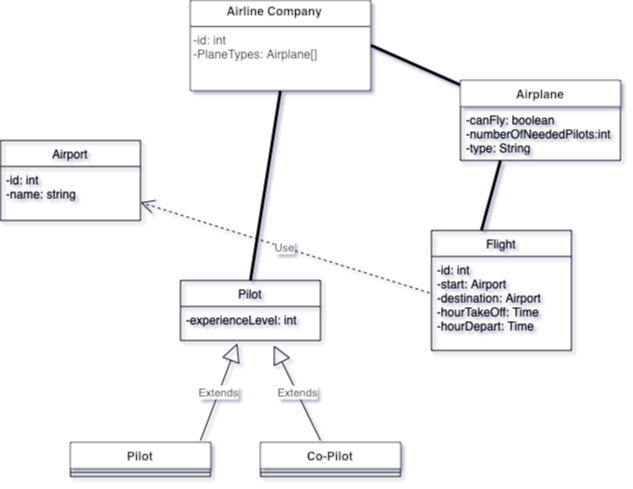 Airline Company
-id: int
-PlaneTypes: Airplane[]
Airplane
-canFly: boolean
-numberOfNeededPilots:int
-type: String
Airport
-id: int
-name: string
Use
Flight
-id: int
-start: Airport
-destination: Airport
-hourTakeOff: Time
-hourDepart: Time
Pilot
-experienceLevel: int
Extends
Extends
Pilot
Co-Pilot